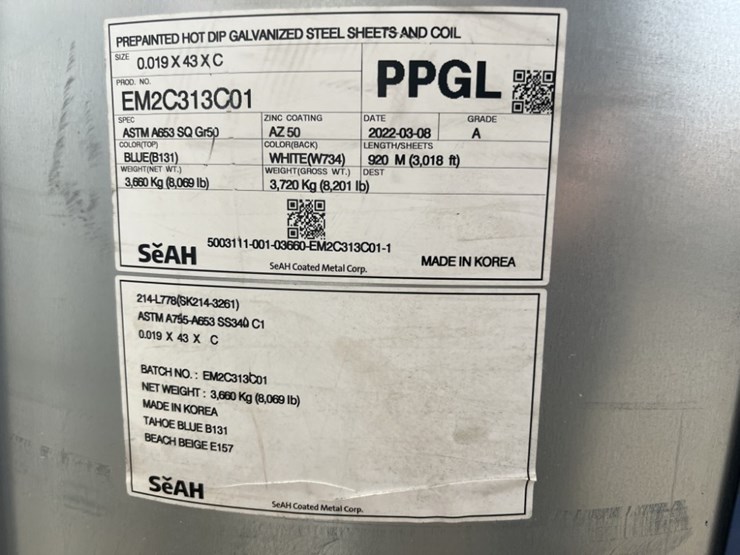 PREPAINTED HOT DIP GALVANIZED STEEL SHEETS AND COIL
SIZE 0.019 X 43 X C
PPGL
PROD. NO.
EM2C313C01
SPEC ZINC COATING DATE GRADE
ASTM A653 SQ Gr50 AZ 50 2022-03-08 A
COLOR(TOP) COLOR(BACK) LENGTH/SHEETS
BLUE(B131) WHITE(W734) 920 M (3,018 ft)
WEIGHT(NET WT.) WEIGHT(GROSS WT.) DEST
3,660 Kg (8,069 lb) 3,720 Kg (8,201 lb)
5003111-001-03660-EM2C313C01-1
SeAH SeAH Coated Metal Corp. MADE IN KOREA
214-L778(SK214-3261)
ASTM A755-A653 SS340 C1
0.019 X 43 X C
BATCH NO. : EM2C313C01
NET WEIGHT : 3,660 Kg (8,069 lb)
MADE IN KOREA
TAHOE BLUE B131
BEACH BEIGE E157
SeAH SeAH Coated Metal Corp.